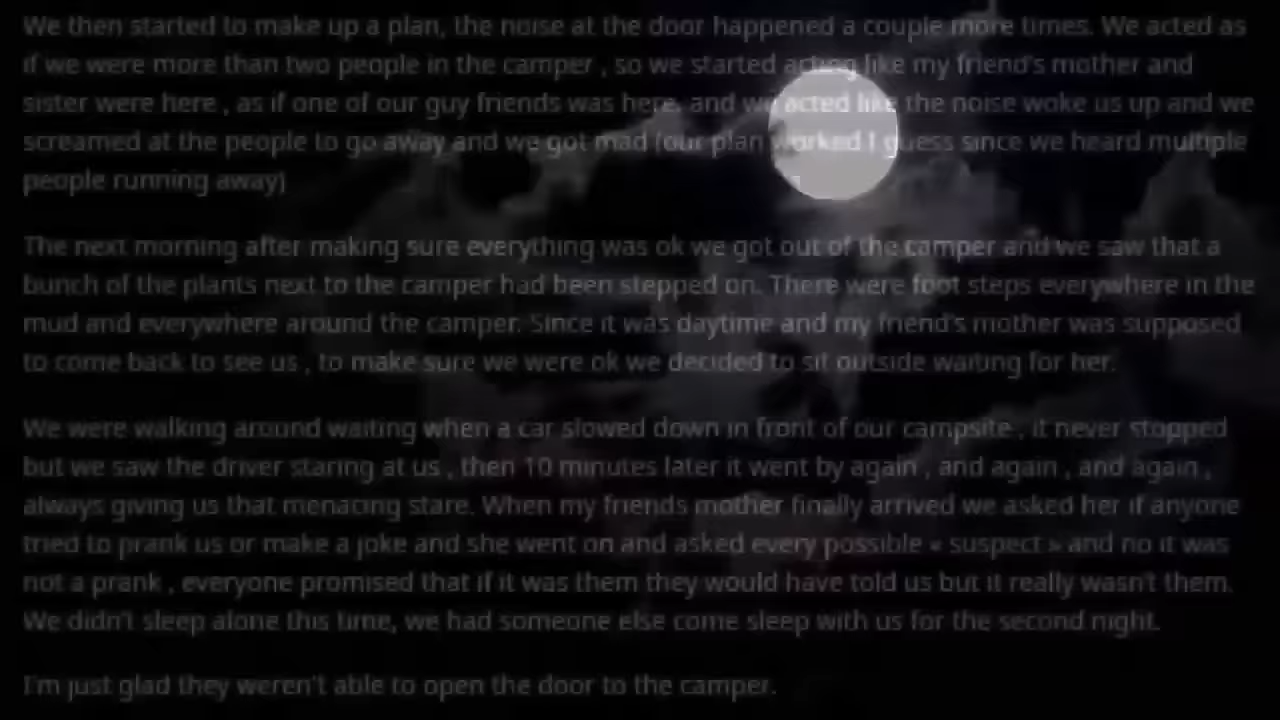 We then started to make up a plan, the noise at the door happened a couple more times. We acted as
if we were more than two people in the camper , so we started acting like my friend's mother and
sister were here , as if one of our guy friends was here, and we acted like the noise woke us up and we
screamed at the people to go away and we got mad (our plan worked I guess since we heard multiple
people running away)
The next morning after making sure everything was ok we got out of the camper and we saw that a
bunch of the plants next to the camper had been stepped on. There were foot steps everywhere in the
mud and everywhere around the camper. Since it was daytime and my friend's mother was supposed
to come back to see us , to make sure we were ok we decided to sit outside waiting for her.
We were walking around waiting when a car slowed down in front of our campsite , it never stopped
but we saw the driver staring at us , then 10 minutes later it went by again , and again , and again ,
always giving us that menacing stare. When my friends mother finally arrived we asked her if anyone
tried to prank us or make a joke and she went on and asked every possible « suspect » and no it was
not a prank , everyone promised that if it was them they would have told us but it really wasn't them.
We didn't sleep alone this time, we had someone else come sleep with us for the second night.
I'm just glad they weren't able to open the door to the camper.